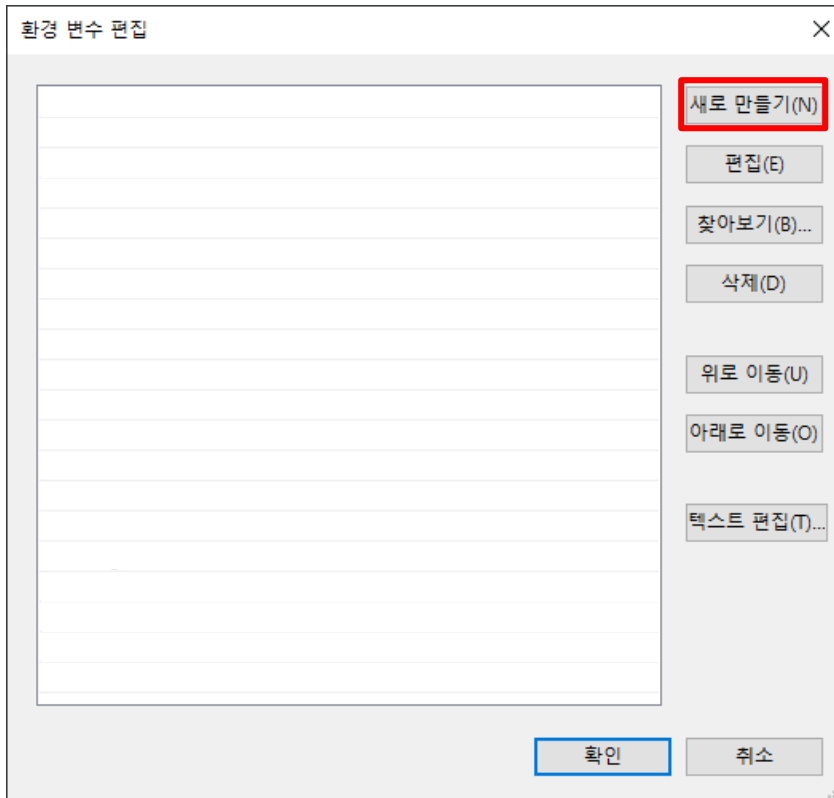 환경 변수 편집
새로 만들기(N)
편집(E)
찾아보기(B)...
삭제(D)
위로 이동(U)
아래로 이동(O)
텍스트 편집(T)...
확인
취소